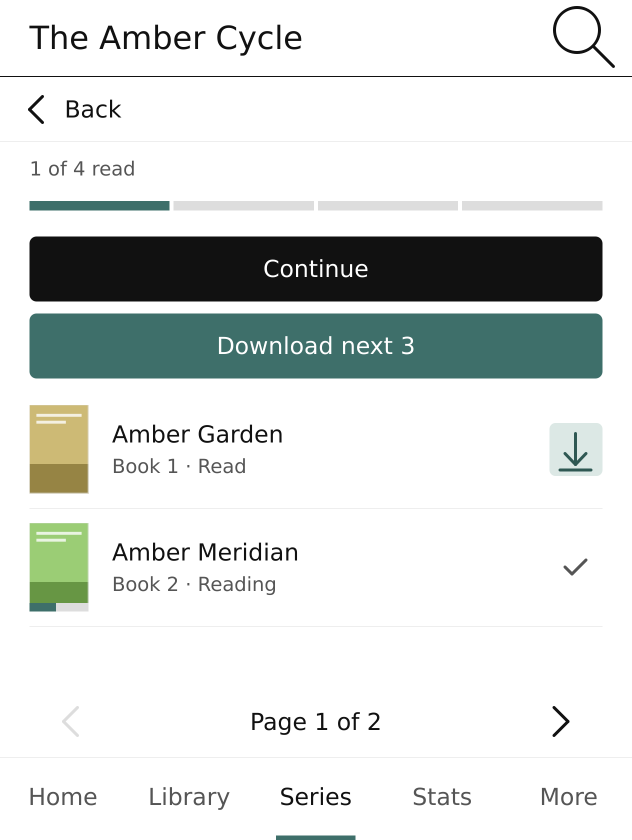 The Amber Cycle
Back
1 of 4 read
Continue
Download next 3
Amber Garden
Book 1 · Read
Amber Meridian
Book 2 · Reading
Page 1 of 2
Home Library Series Stats More